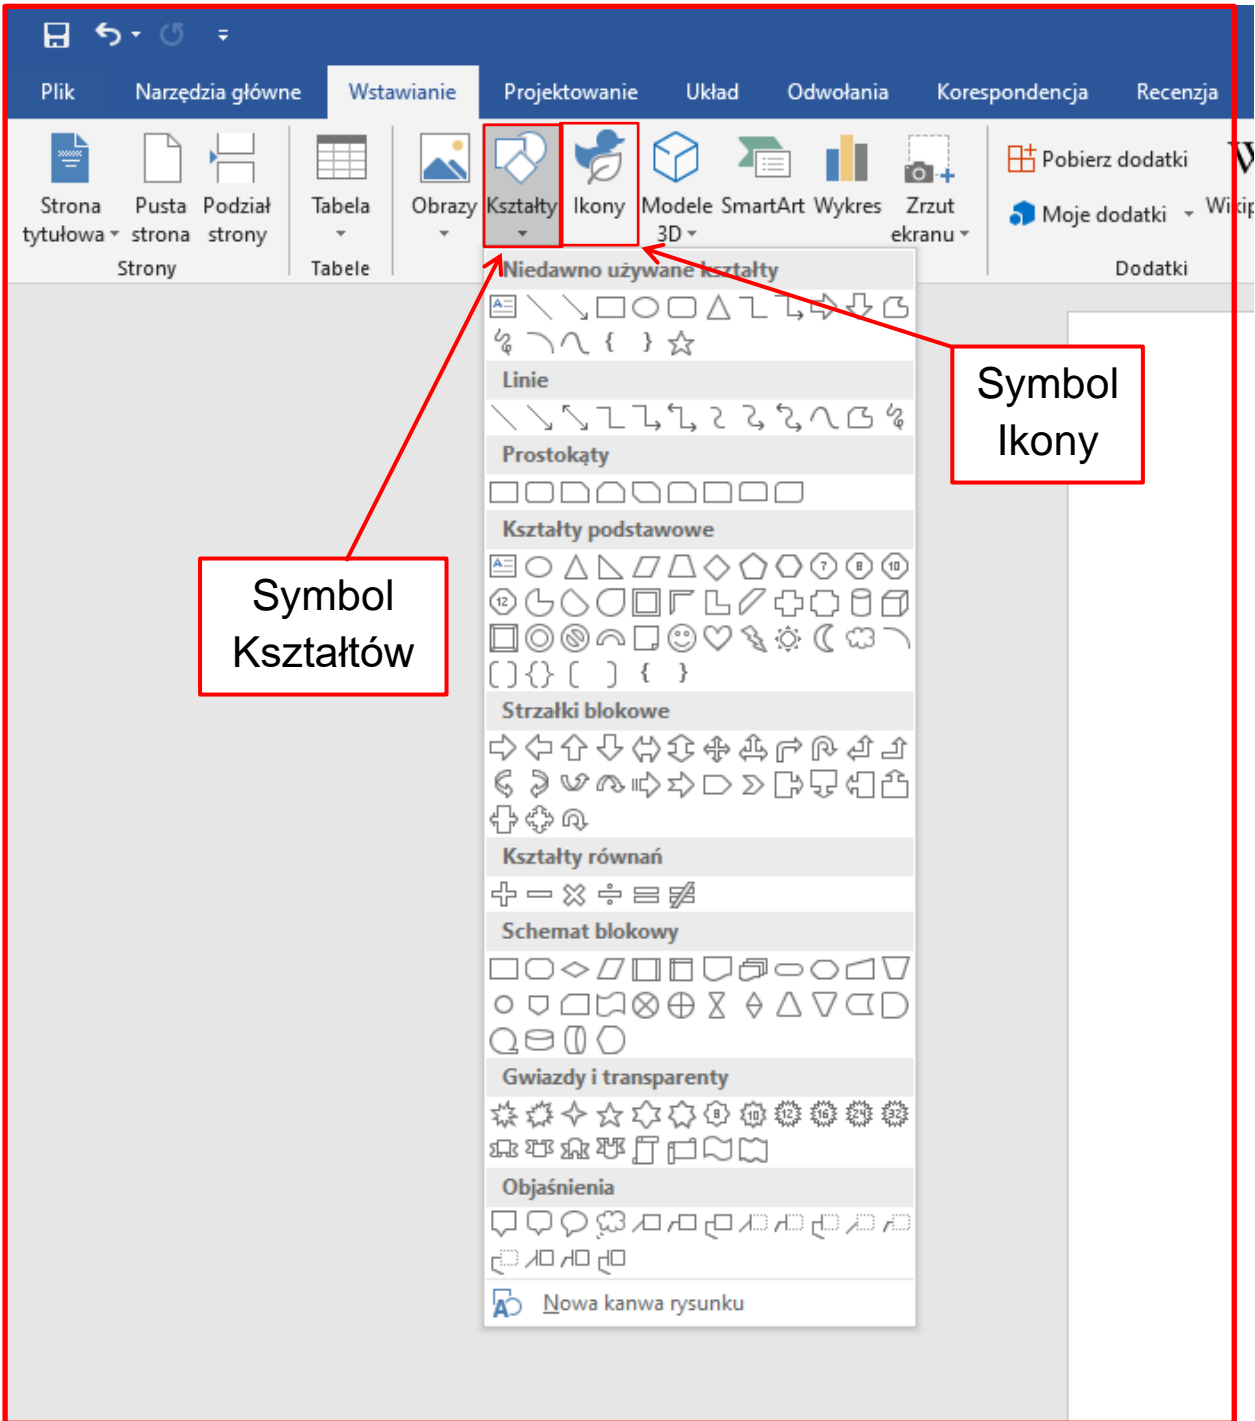 Plik Narzędzia główne Wstawianie Projektowanie Układ Odwołania Korespondencja Recenzja
Strona tytułowa
Pusta strona
Podział strony
Tabela
Obrazy
Kształty
Ikony
Modele 3D
SmartArt
Wykres
Zrzut ekranu
Pobierz dodatki
Moje dodatki
Strony
Tabele
Dodatki
Niedawno używane kształty
Linie
Prostokąty
Kształty podstawowe
Strzałki blokowe
Kształty równań
Schemat blokowy
Gwiazdy i transparenty
Objaśnienia
Nowa kanwa rysunku
Symbol
Ikony
Symbol
Kształtów